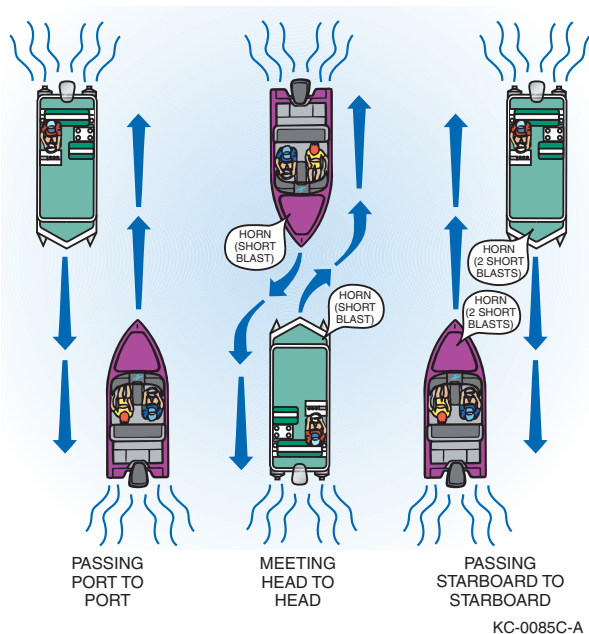 HORN
(SHORT
BLAST)
HORN
(SHORT
BLAST)
HORN
(2 SHORT
BLASTS)
HORN
(2 SHORT
BLASTS)
PASSING
PORT TO
PORT
MEETING
HEAD TO
HEAD
PASSING
STARBOARD TO
STARBOARD
KC-0085C-A